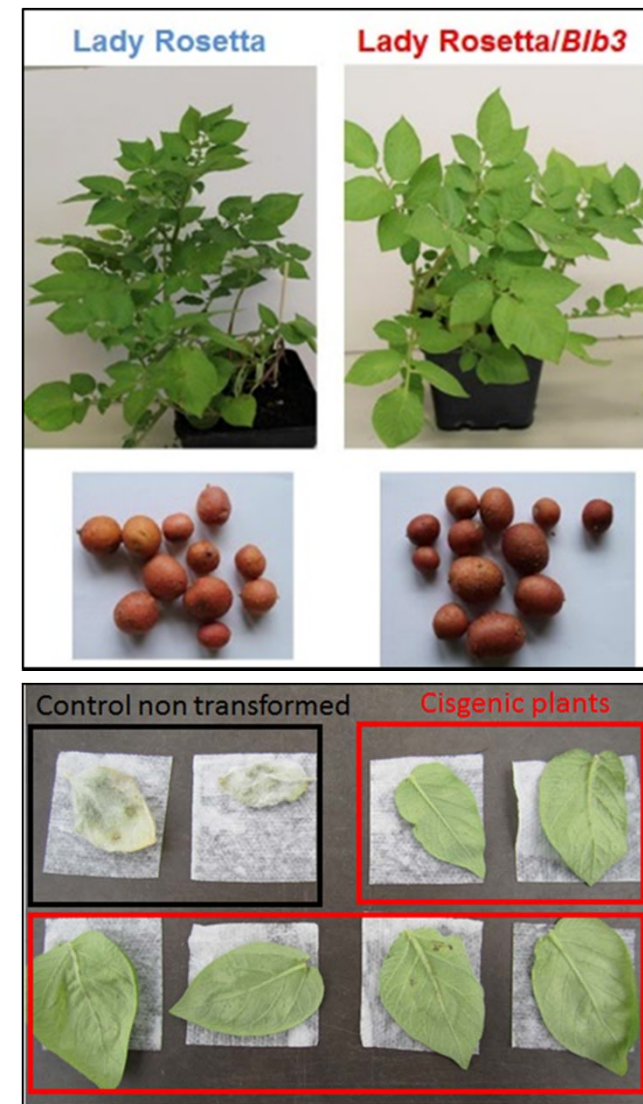 Lady Rosetta
Lady Rosetta/Blb3
Control non transformed
Cisgenic plants